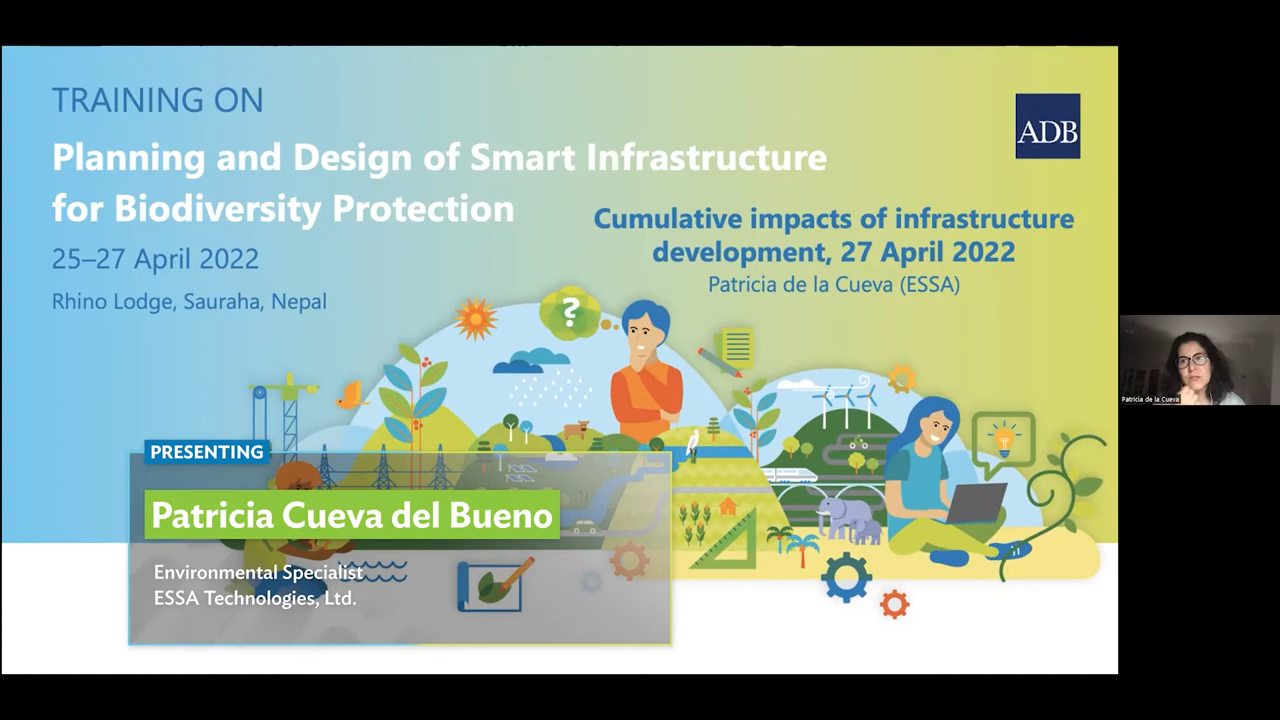 TRAINING ON
Planning and Design of Smart Infrastructure
for Biodiversity Protection
25–27 April 2022
Rhino Lodge, Sauraha, Nepal
ADB
Cumulative impacts of infrastructure
development, 27 April 2022
Patricia de la Cueva (ESSA)
?
PRESENTING
Patricia Cueva del Bueno
Environmental Specialist
ESSA Technologies, Ltd.
Patricia de la Cueva